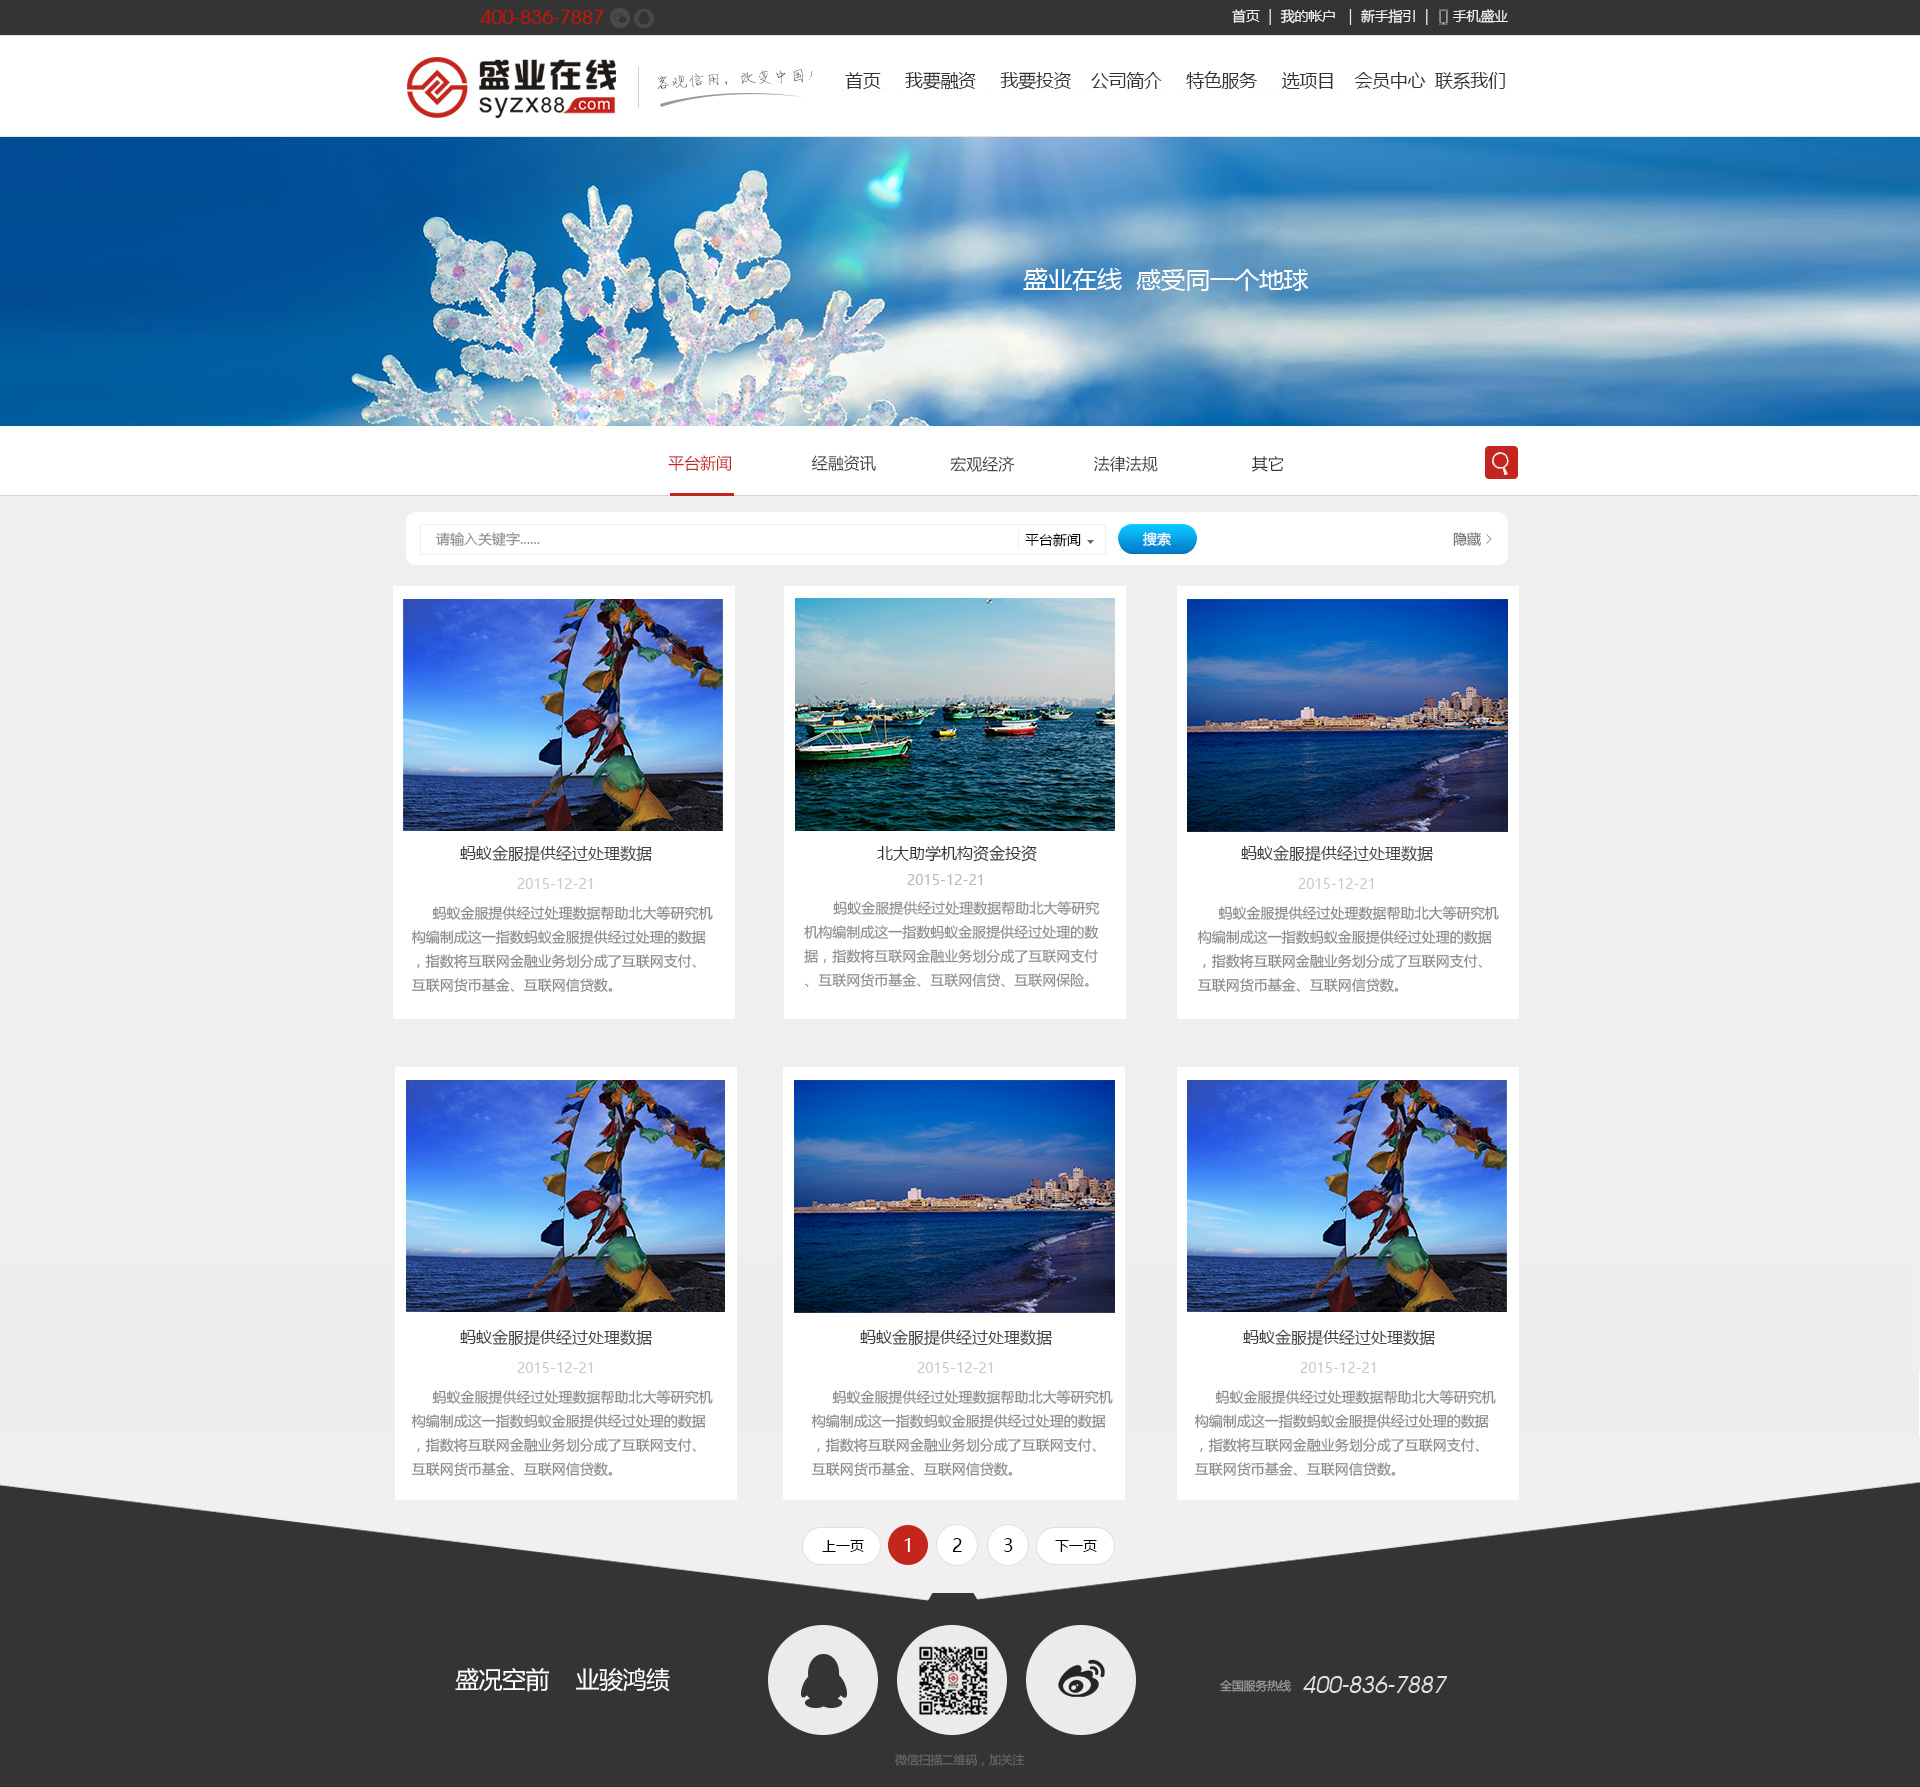 400-836-7887
首页 | 我的帐户 | 新手指引 | 手机盛业
盛业在线
syzx88.com
客观信用，改变中国！
首页 我要融资 我要投资 公司简介 特色服务 选项目 会员中心 联系我们
盛业在线 感受同一个地球
平台新闻 经融资讯 宏观经济 法律法规 其它
请输入关键字...... 平台新闻 搜索 隐藏
蚂蚁金服提供经过处理数据
2015-12-21
蚂蚁金服提供经过处理数据帮助北大等研究机
构编制成这一指数蚂蚁金服提供经过处理的数据
，指数将互联网金融业务划分成了互联网支付、
互联网货币基金、互联网信贷数。
北大助学机构资金投资
2015-12-21
蚂蚁金服提供经过处理数据帮助北大等研究
机构编制成这一指数蚂蚁金服提供经过处理的数
据，指数将互联网金融业务划分成了互联网支付
、互联网货币基金、互联网信贷、互联网保险。
蚂蚁金服提供经过处理数据
2015-12-21
蚂蚁金服提供经过处理数据帮助北大等研究机
构编制成这一指数蚂蚁金服提供经过处理的数据
，指数将互联网金融业务划分成了互联网支付、
互联网货币基金、互联网信贷数。
蚂蚁金服提供经过处理数据
2015-12-21
蚂蚁金服提供经过处理数据帮助北大等研究机
构编制成这一指数蚂蚁金服提供经过处理的数据
，指数将互联网金融业务划分成了互联网支付、
互联网货币基金、互联网信贷数。
蚂蚁金服提供经过处理数据
2015-12-21
蚂蚁金服提供经过处理数据帮助北大等研究机
构编制成这一指数蚂蚁金服提供经过处理的数据
，指数将互联网金融业务划分成了互联网支付、
互联网货币基金、互联网信贷数。
蚂蚁金服提供经过处理数据
2015-12-21
蚂蚁金服提供经过处理数据帮助北大等研究机
构编制成这一指数蚂蚁金服提供经过处理的数据
，指数将互联网金融业务划分成了互联网支付、
互联网货币基金、互联网信贷数。
上一页 1 2 3 下一页
盛况空前 业骏鸿绩
全国服务热线 400-836-7887
微信扫描二维码，加关注